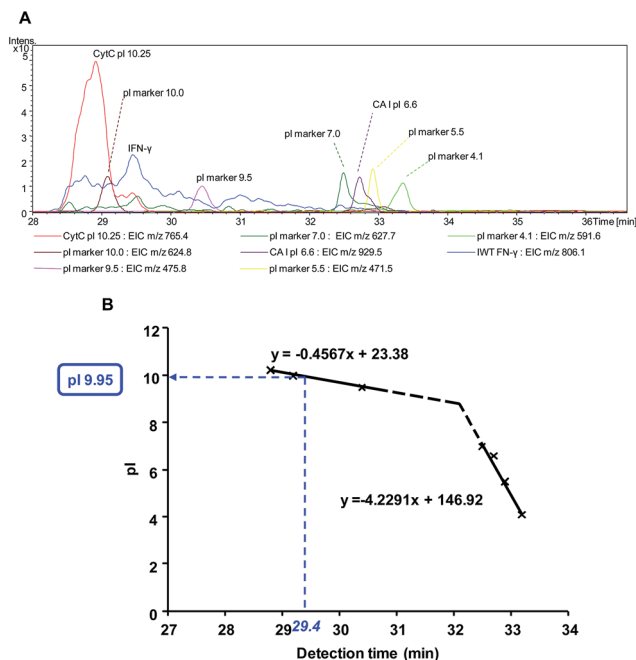 A
Intens.
x10⁵
CytC pI 10.25
pI marker 10.0
IFN-γ
pI marker 9.5
pI marker 7.0
CA I pI 6.6
pI marker 5.5
pI marker 4.1
5
4
3
2
1
0
28 29 30 31 32 33 34 35 36 Time [min]
CytC pI 10.25 : EIC m/z 765.4
pI marker 7.0 : EIC m/z 827.7
pI marker 4.1: EIC m/z 591.6
pI marker 10.0 : EIC m/z 624.8
CA I pI 6.6 : EIC m/z 929.5
IWT FN-γ : EIC m/z 806.1
pI marker 9.5 : EIC m/z 475.8
pI marker 5.5 : EIC m/z 471.5
B
12
10
8
6
4
2
0
pI
pI 9.95
y = -0.4567x + 23.38
y=-4.2291x + 146.92
27 28 29 29.4 30 31 32 33 34
Detection time (min)